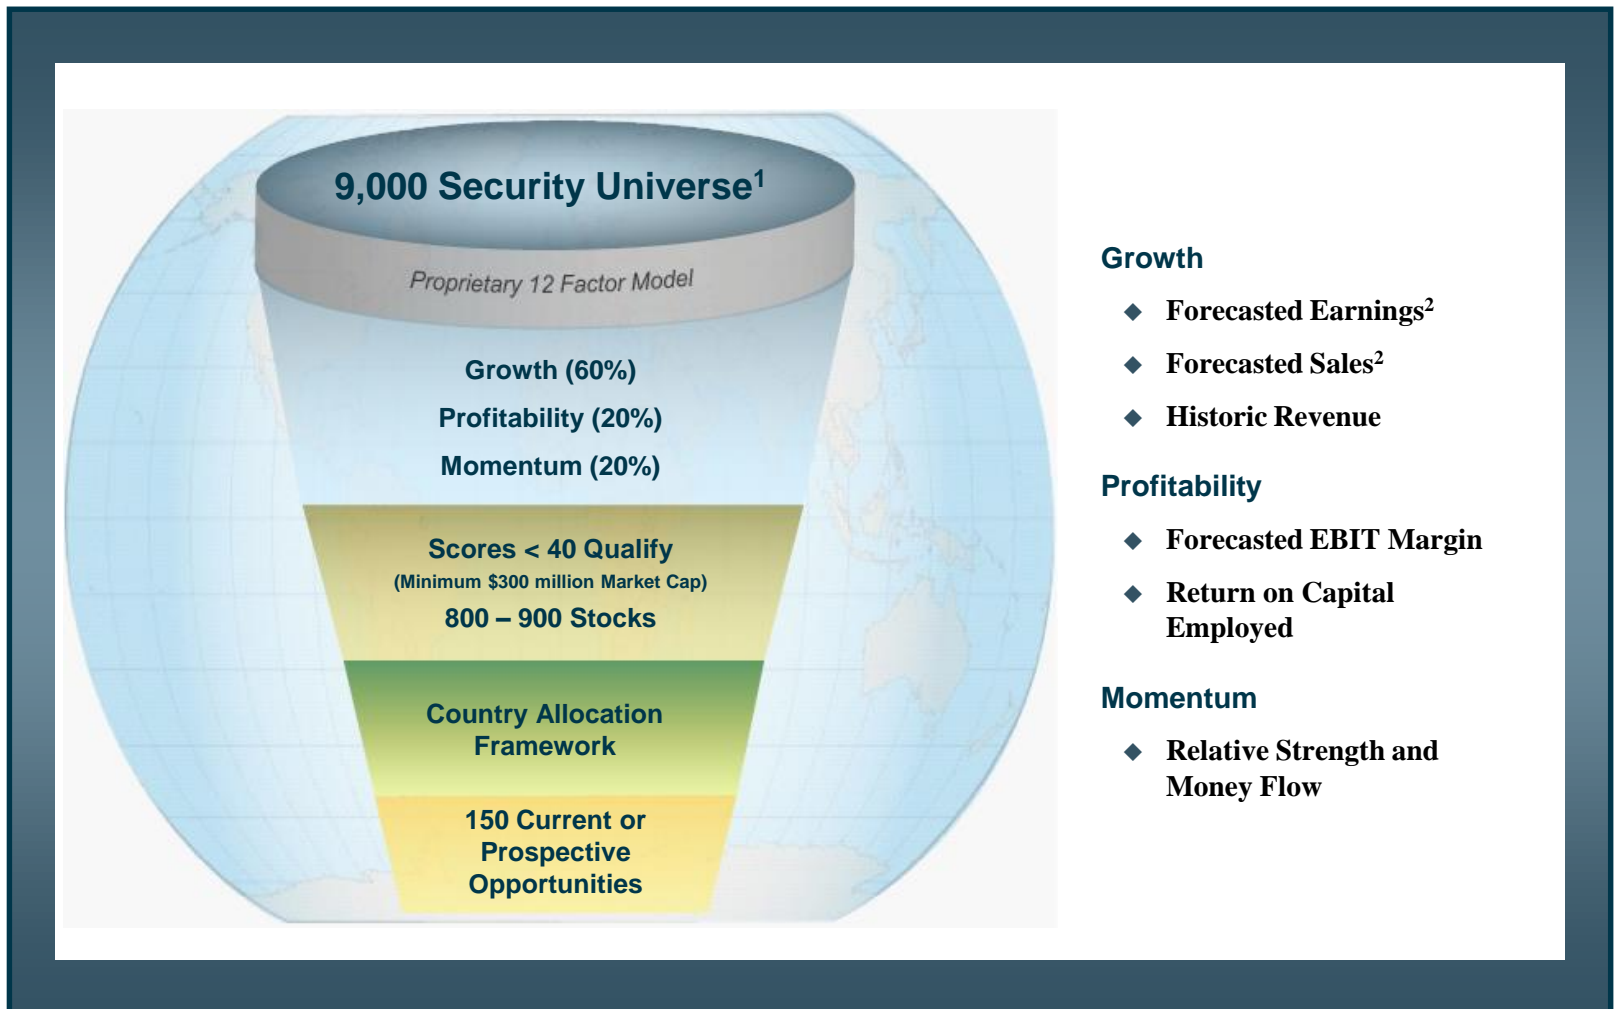 9,000 Security Universe¹
Proprietary 12 Factor Model
Growth (60%)
Profitability (20%)
Momentum (20%)
Scores < 40 Qualify
(Minimum $300 million Market Cap)
800 – 900 Stocks
Country Allocation
Framework
150 Current or
Prospective
Opportunities
Growth
◆ Forecasted Earnings²
◆ Forecasted Sales²
◆ Historic Revenue
Profitability
◆ Forecasted EBIT Margin
◆ Return on Capital
Employed
Momentum
◆ Relative Strength and
Money Flow